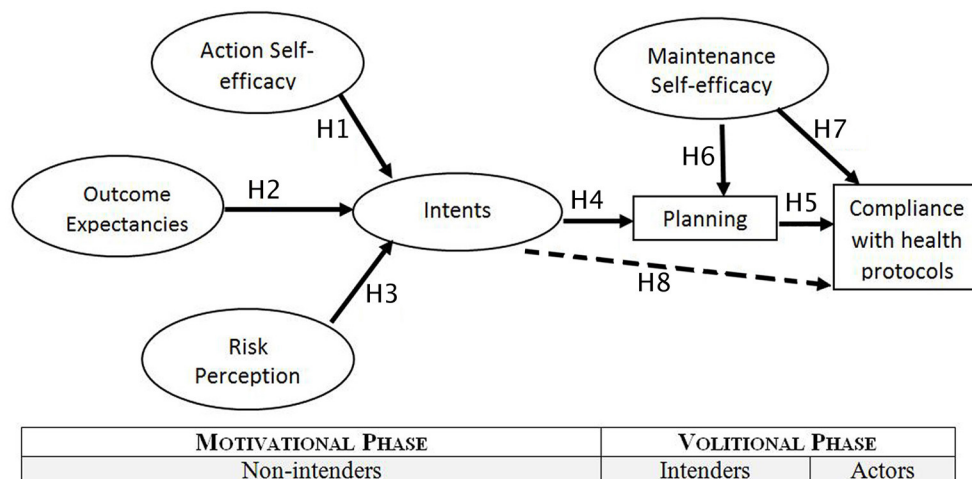 Action Self-
efficacy
H1
Outcome
Expectancies
H2
Risk
Perception
H3
Intents
H4
Maintenance
Self-efficacy
H6
H7
Planning
H5
Compliance
with health
protocols
H8
MOTIVATIONAL PHASE
VOLITIONAL PHASE
Non-intenders
Intenders
Actors